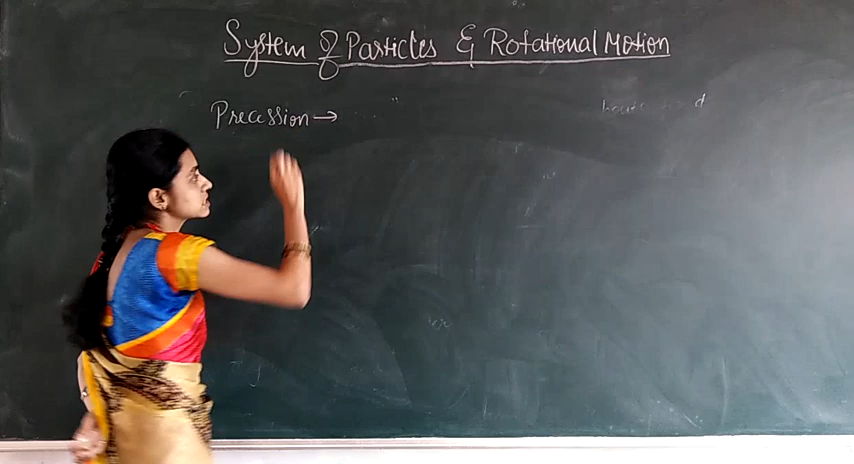 System of Particles & Rotational Motion
Precession →